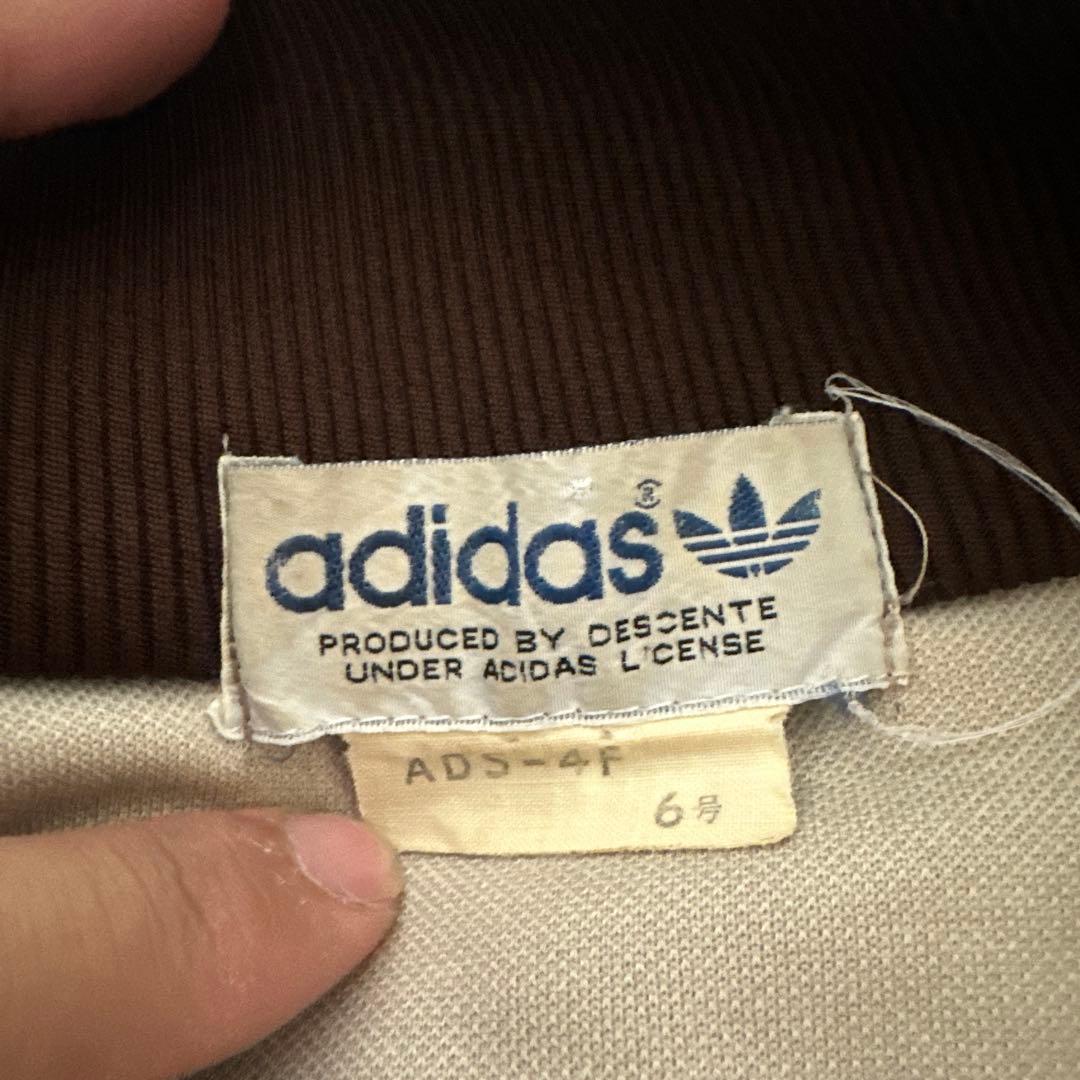 adidas
PRODUCED BY DESCENTE
UNDER ADIDAS LICENSE
ADS-4F
6号